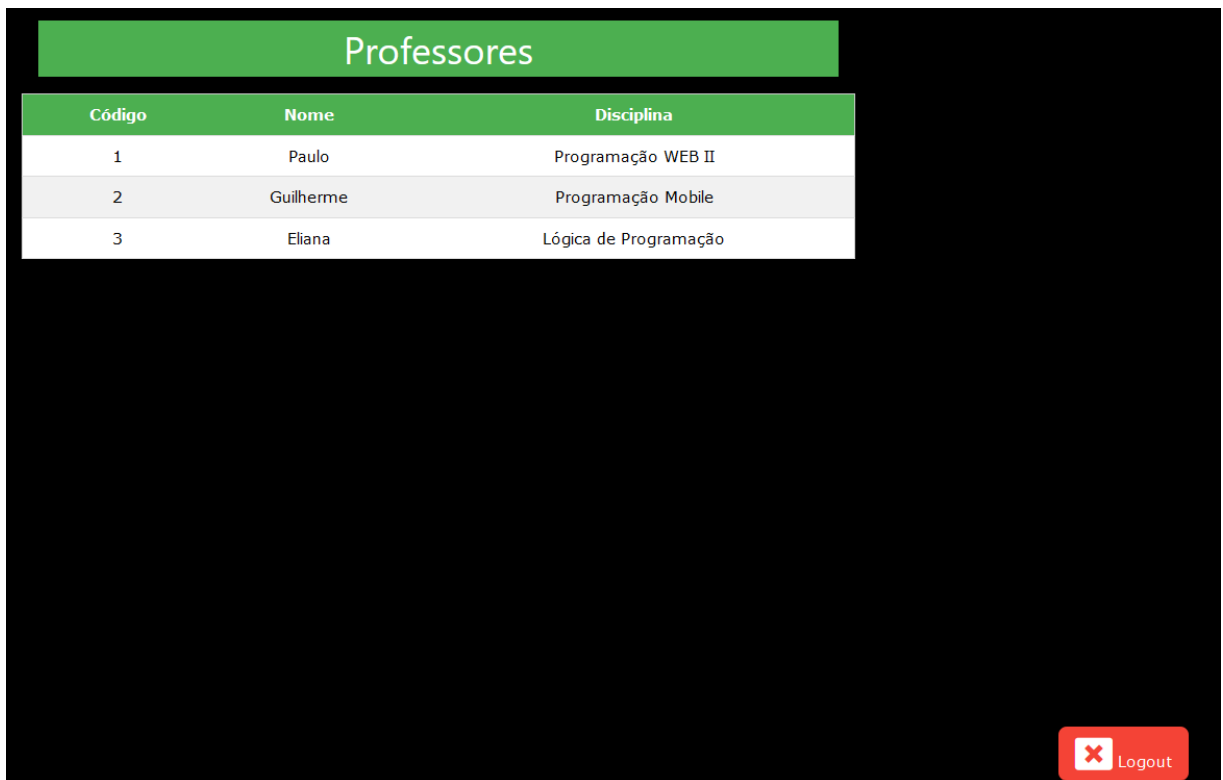 Professores
Código Nome Disciplina
1 Paulo Programação WEB II
2 Guilherme Programação Mobile
3 Eliana Lógica de Programação
Logout